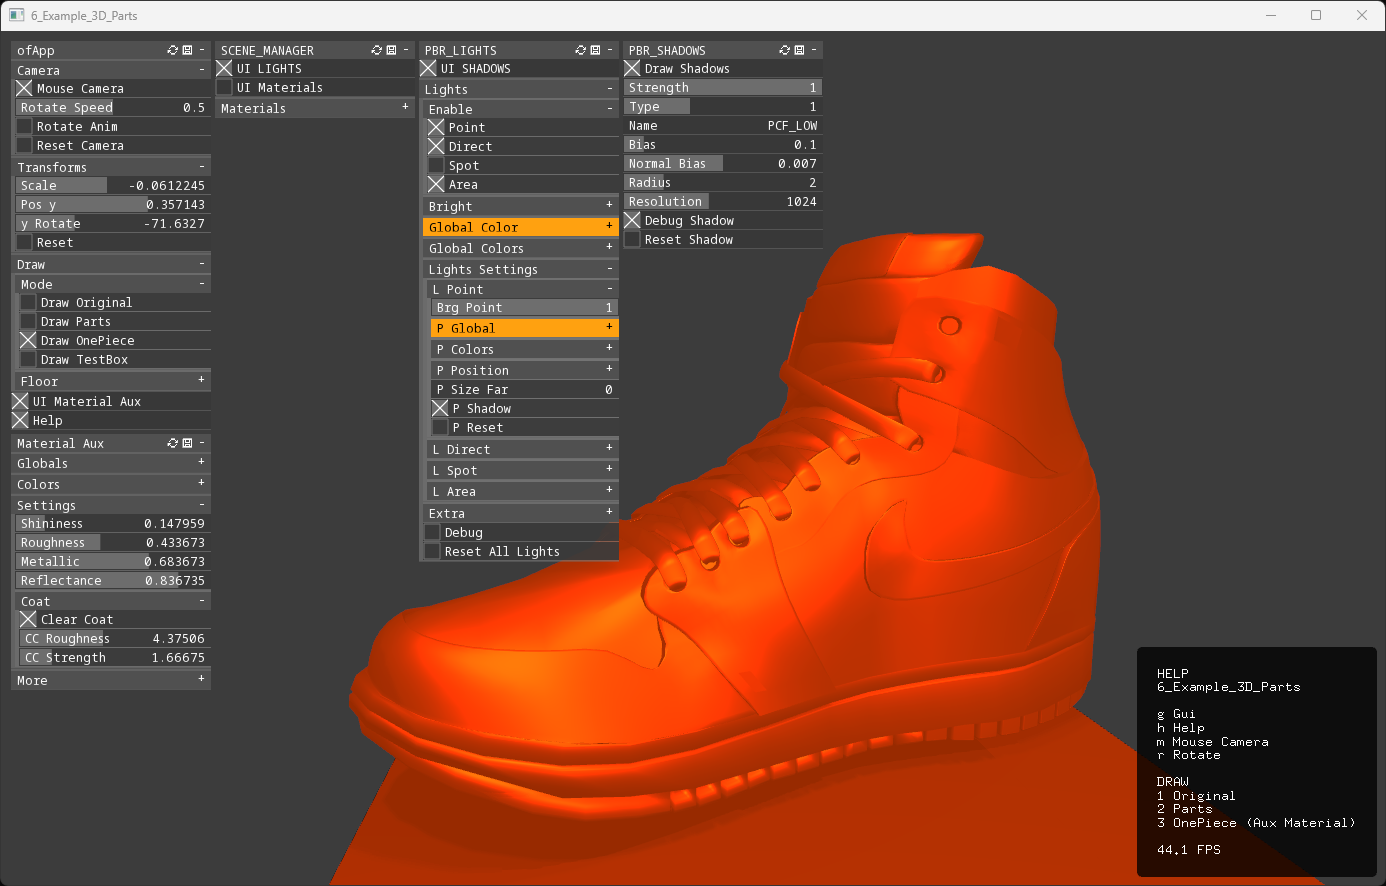 6_Example_3D_Parts
ofApp
Camera
Mouse Camera
Rotate Speed 0.5
Rotate Anim
Reset Camera
Transforms
Scale -0.0612245
Pos y 0.357143
y Rotate -71.6327
Reset
Draw
Mode
Draw Original
Draw Parts
Draw OnePiece
Draw TestBox
Floor +
UI Material Aux
Help
Material Aux
Globals +
Colors +
Settings -
Shininess 0.147959
Roughness 0.433673
Metallic 0.683673
Reflectance 0.836735
Coat -
Clear Coat
CC Roughness 4.37506
CC Strength 1.66675
More +
SCENE_MANAGER
UI LIGHTS
UI Materials
Materials +
PBR_LIGHTS
UI SHADOWS
Lights -
Enable -
Point
Direct
Spot
Area
Bright +
Global Color +
Global Colors +
Lights Settings -
L Point -
Brg Point 1
P Global +
P Colors +
P Position +
P Size Far 0
P Shadow
P Reset
L Direct +
L Spot +
L Area +
Extra +
Debug
Reset All Lights
PBR_SHADOWS
Draw Shadows
Strength 1
Type 1
Name PCF_LOW
Bias 0.1
Normal Bias 0.007
Radius 2
Resolution 1024
Debug Shadow
Reset Shadow
HELP
6_Example_3D_Parts
g Gui
h Help
m Mouse Camera
r Rotate
DRAW
1 Original
2 Parts
3 OnePiece (Aux Material)
44.1 FPS